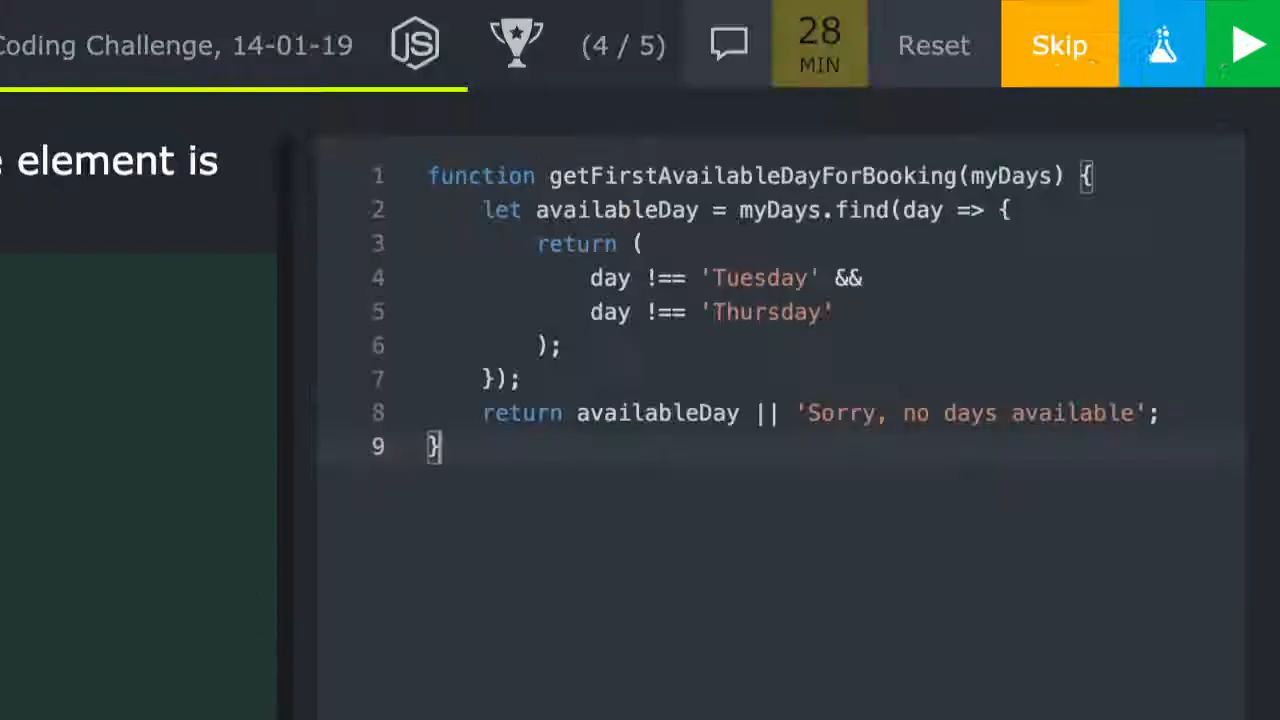 Coding Challenge, 14-01-19 JS (4 / 5) 28 MIN Reset Skip
element is
1 function getFirstAvailableDayForBooking(myDays) {
2 let availableDay = myDays.find(day => {
3 return (
4 day !== 'Tuesday' &&
5 day !== 'Thursday'
6 );
7 });
8 return availableDay || 'Sorry, no days available';
9 }